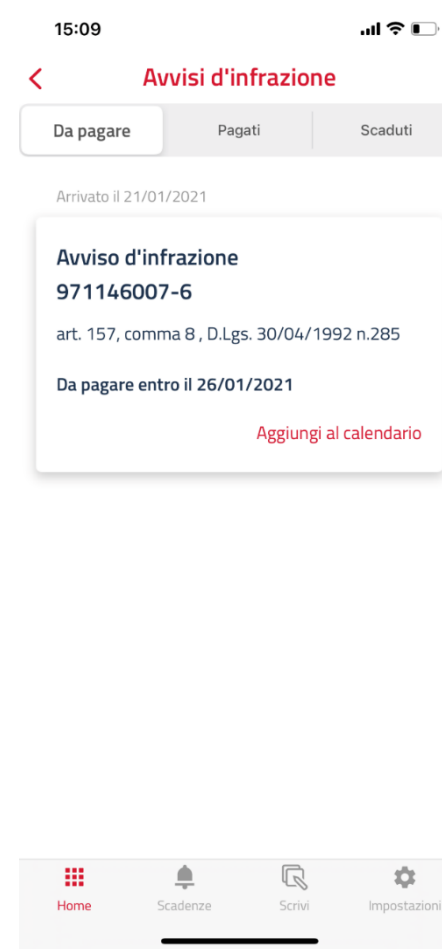 15:09
Avvisi d'infrazione
Da pagare Pagati Scaduti
Arrivato il 21/01/2021
Avviso d'infrazione
971146007-6
art. 157, comma 8 , D.Lgs. 30/04/1992 n.285
Da pagare entro il 26/01/2021
Aggiungi al calendario
Home Scadenze Scrivi Impostazioni